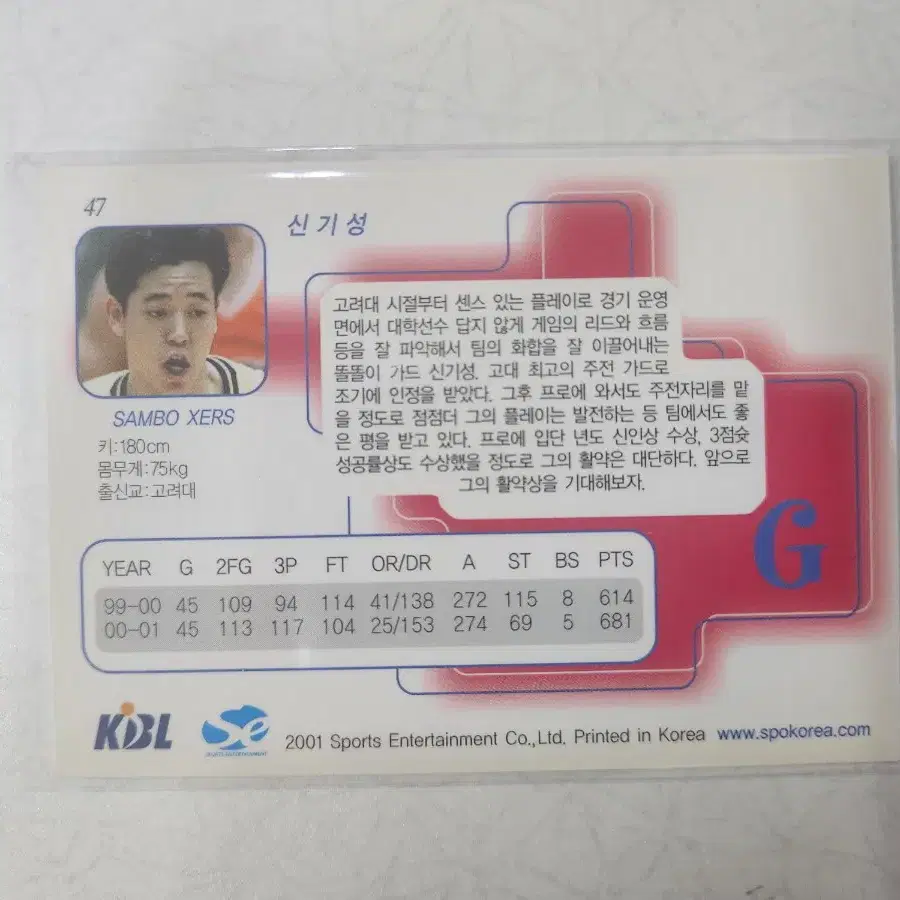 47
신기성
고려대 시절부터 센스 있는 플레이로 경기 운영
면에서 대학선수 답지 않게 게임의 리드와 흐름
등을 잘 파악해서 팀의 화합을 잘 이끌어내는
똘똘이 가드 신기성. 고대 최고의 주전 가드로
조기에 인정을 받았다. 그후 프로에 와서도 주전자리를 맡
을 정도로 점점더 그의 플레이는 발전하는 등 팀에서도 좋
은 평을 받고 있다. 프로에 입단 년도 신인상 수상, 3점슛
성공률상도 수상했을 정도로 그의 활약은 대단하다. 앞으로
그의 활약상을 기대해보자.
SAMBO XERS
키:180cm
몸무게:75kg
출신교:고려대
G
YEAR G 2FG 3P FT OR/DR A ST BS PTS
99-00 45 109 94 114 41/138 272 115 8 614
00-01 45 113 117 104 25/153 274 69 5 681
KBL
se
SPORTS ENTERTAINMENT
2001 Sports Entertainment Co.,Ltd. Printed in Korea www.spokorea.com